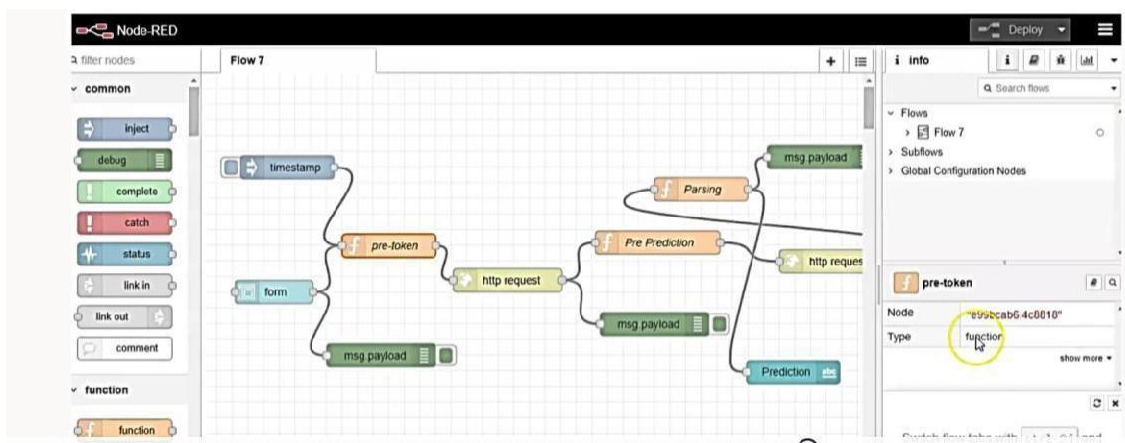 Node-RED
Deploy
filter nodes
Flow 7
i info
Search flows
common
Flows
Flow 7
Subflows
Global Configuration Nodes
inject
debug
complete
catch
status
link in
link out
comment
function
function
timestamp
pre-token
form
msg.payload
http request
Pre Prediction
msg.payload
Parsing
msg.payload
http reques
Prediction abc
pre-token
Node
Type function
show more